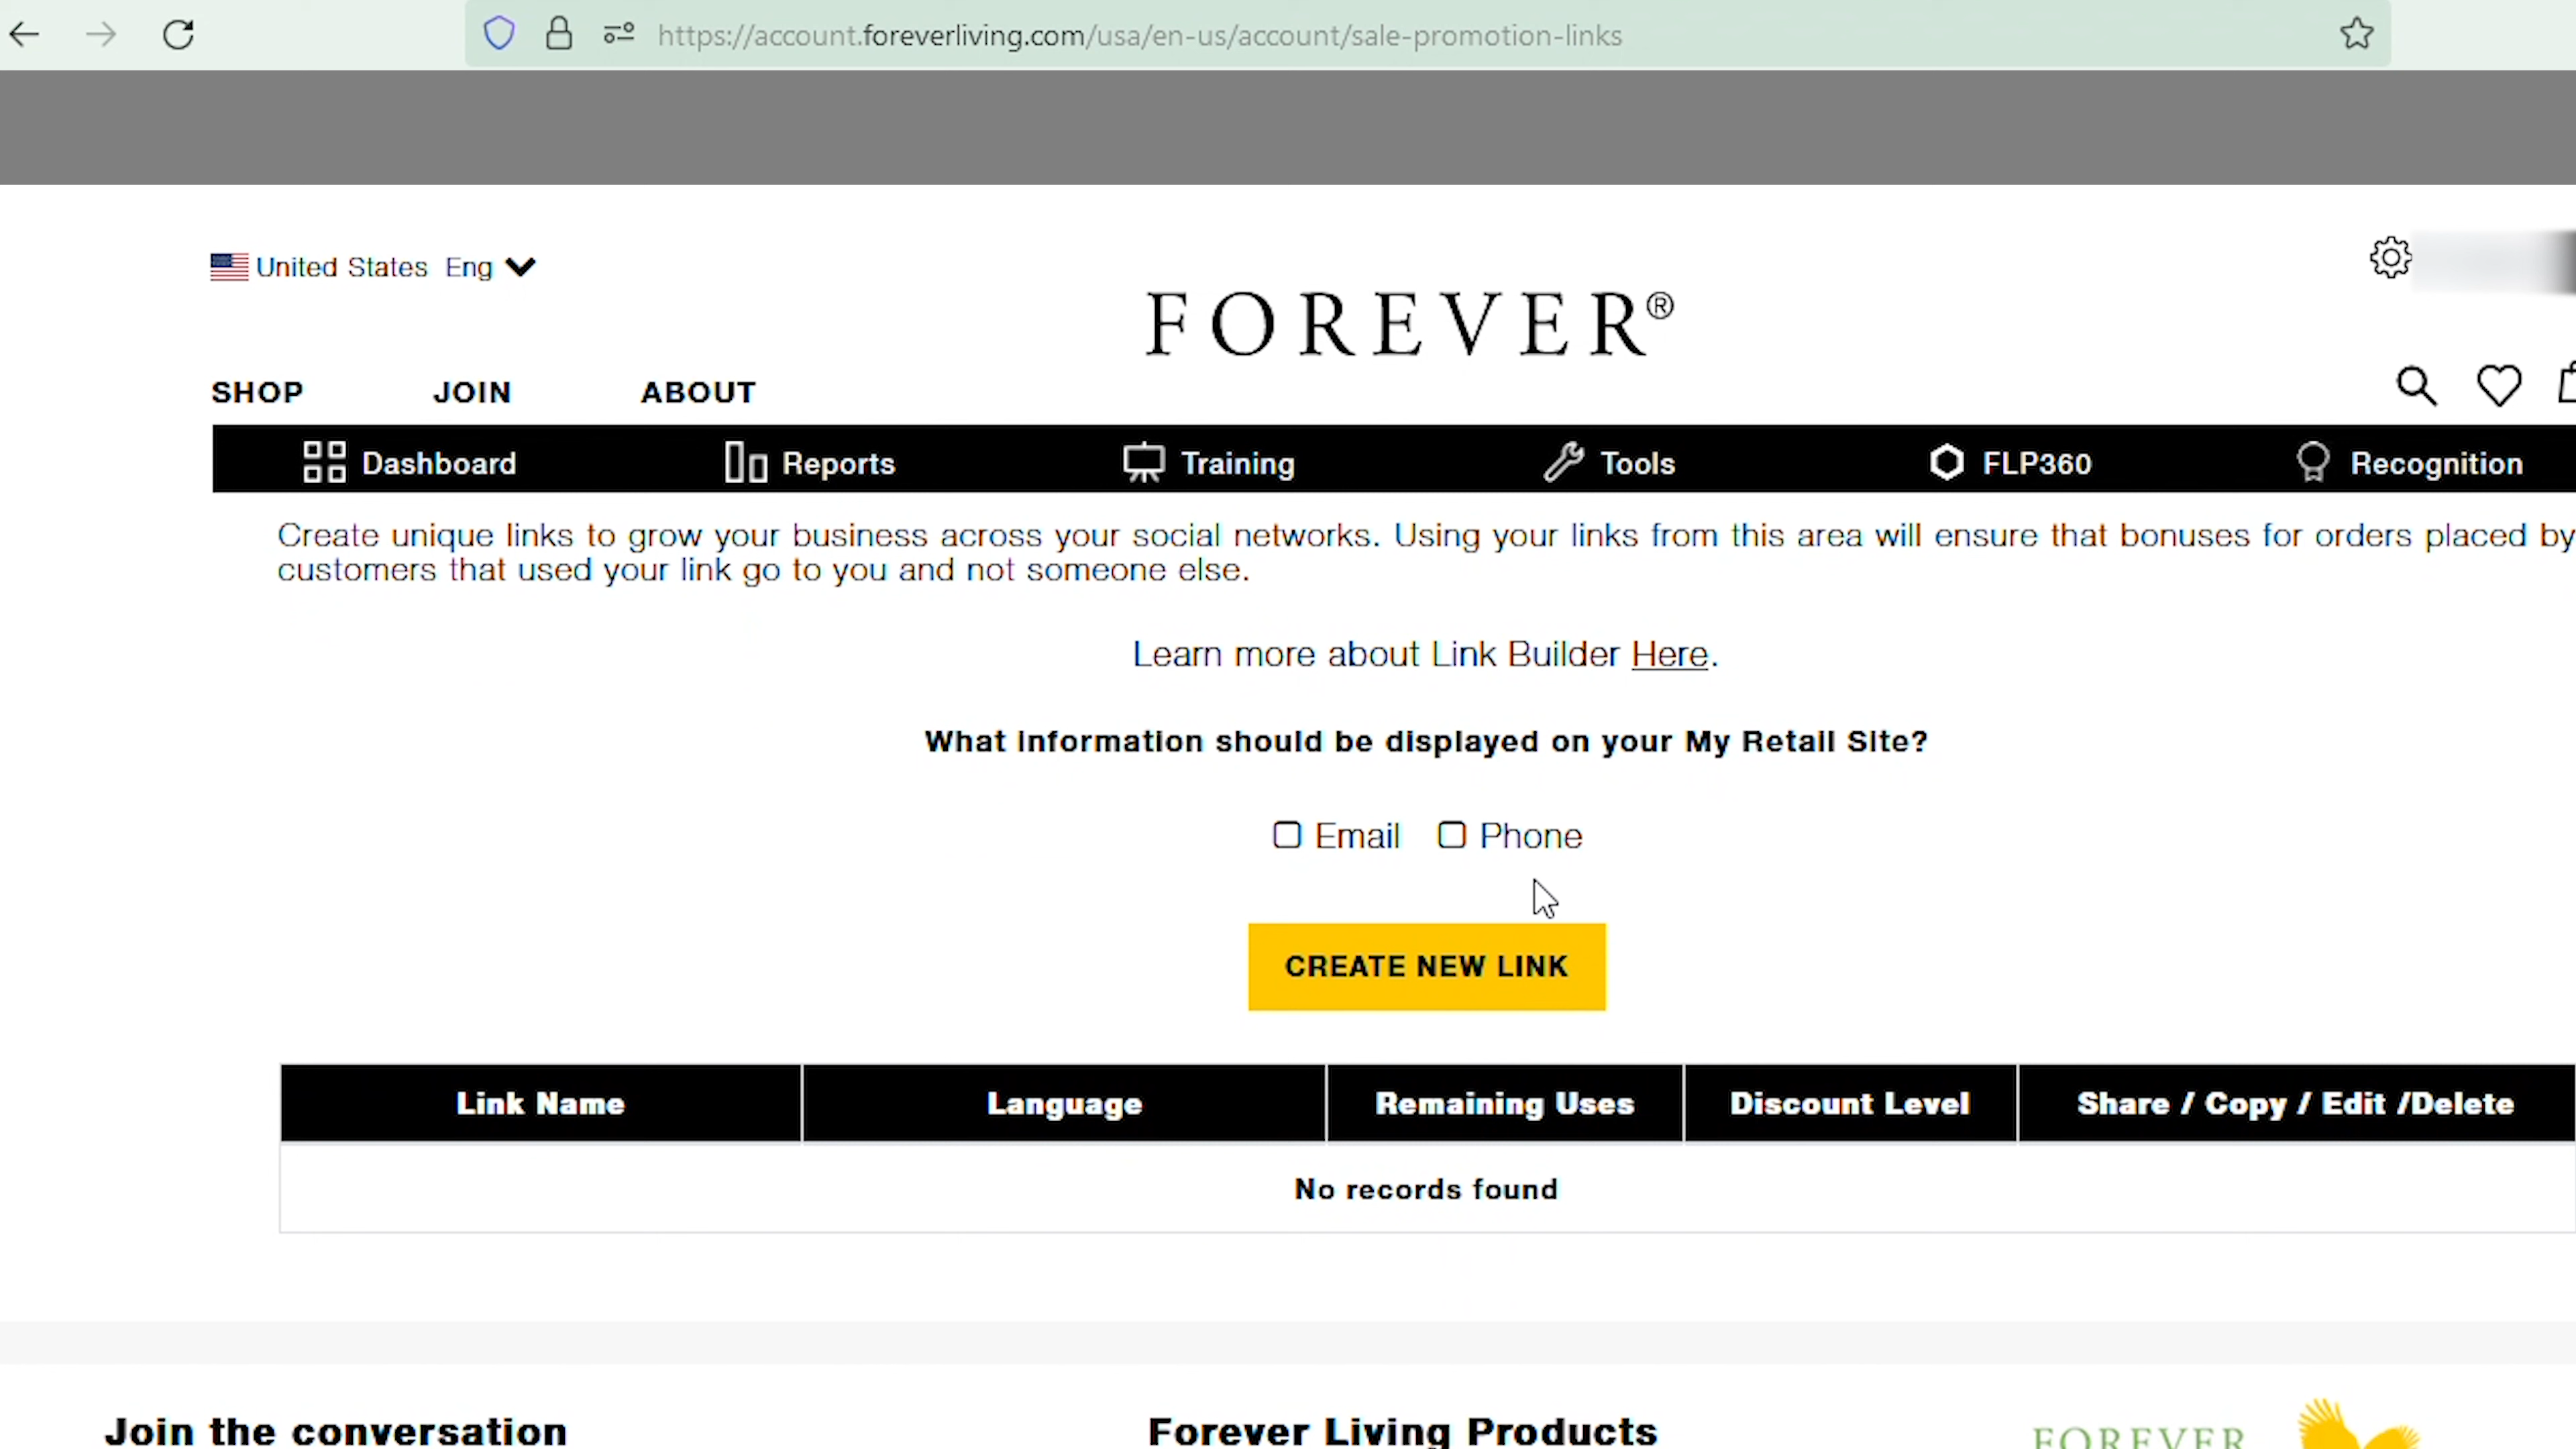 https://account.foreverliving.com/usa/en-us/account/sale-promotion-links
United States Eng
FOREVER®
SHOP JOIN ABOUT
Dashboard Reports Training Tools FLP360 Recognition
Create unique links to grow your business across your social networks. Using your links from this area will ensure that bonuses for orders placed by
customers that used your link go to you and not someone else.
Learn more about Link Builder Here.
What information should be displayed on your My Retail Site?
Email Phone
CREATE NEW LINK
Link Name Language Remaining Uses Discount Level Share / Copy / Edit /Delete
No records found
Join the conversation Forever Living Products FOREVER